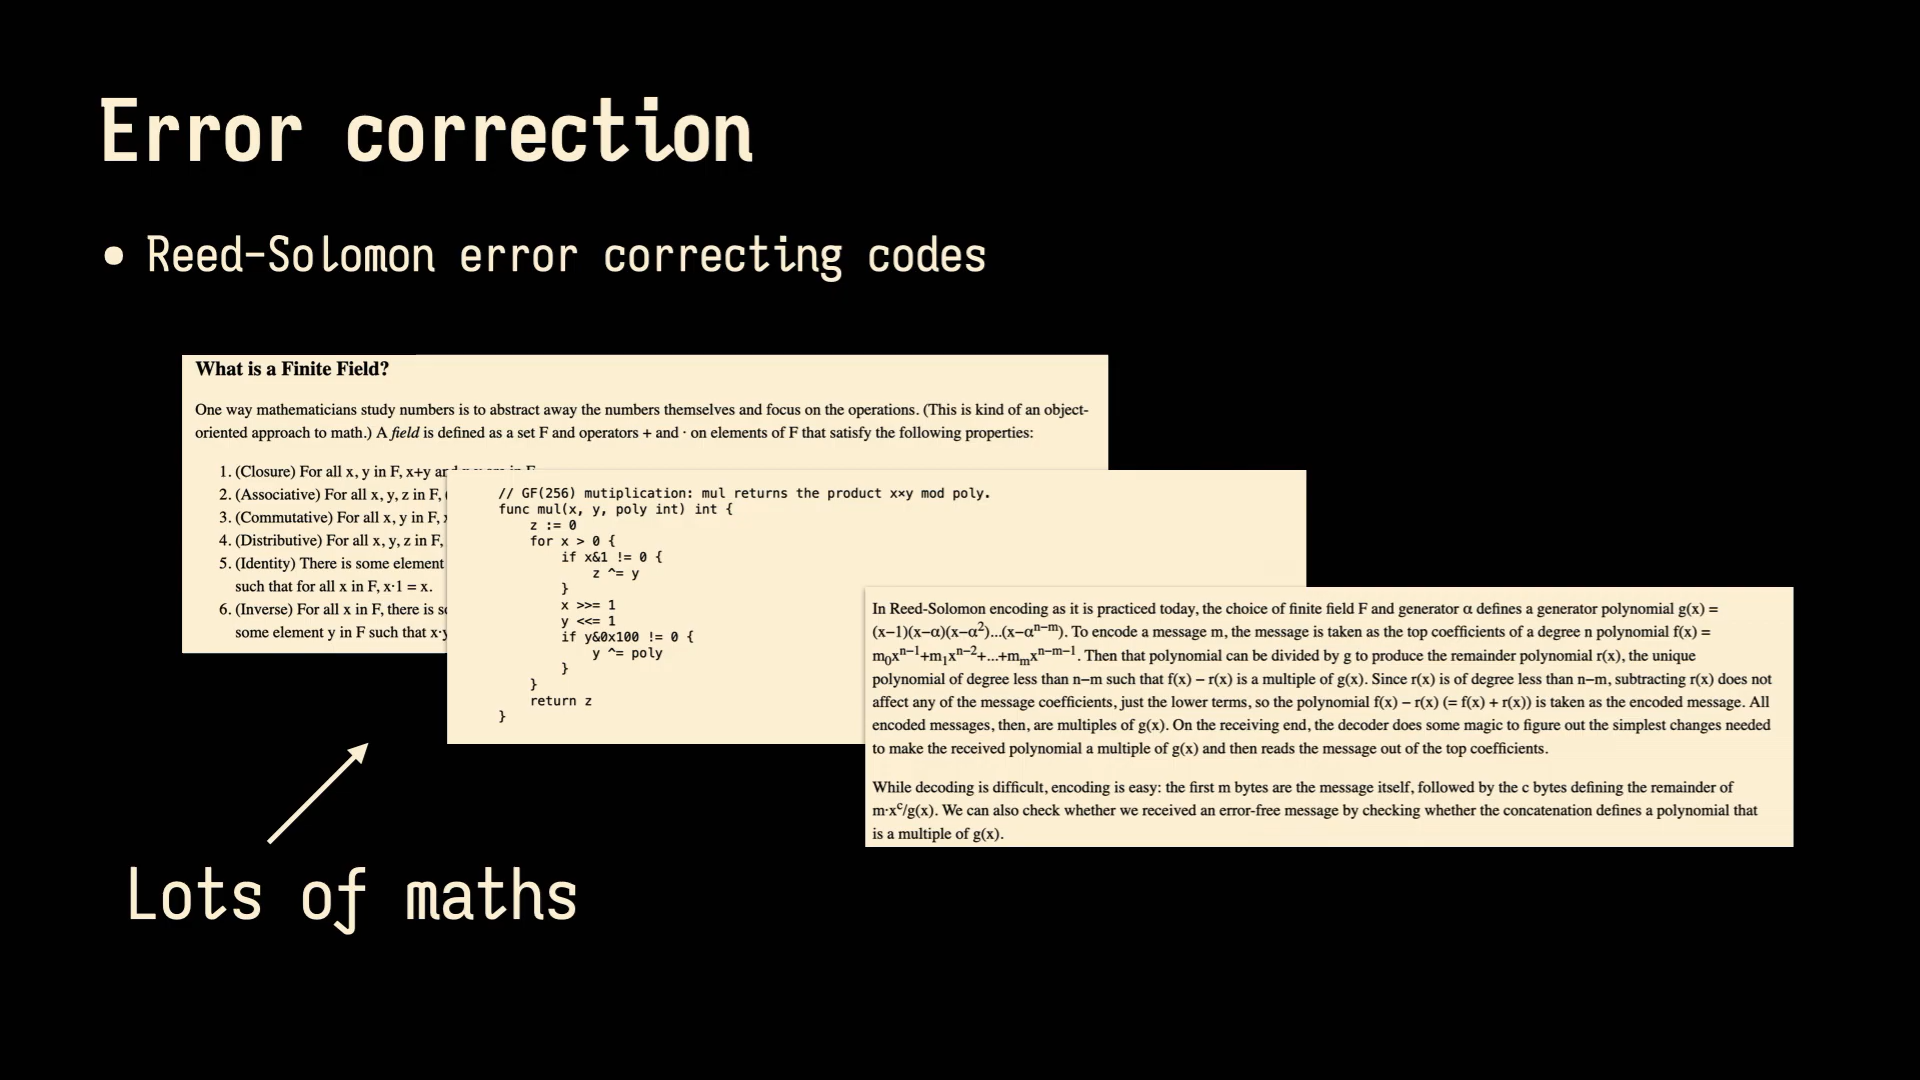 Error correction
• Reed-Solomon error correcting codes
What is a Finite Field?
One way mathematicians study numbers is to abstract away the numbers themselves and focus on the operations. (This is kind of an object-
oriented approach to math.) A field is defined as a set F and operators + and · on elements of F that satisfy the following properties:
1. (Closure) For all x, y in F, x+y
2. (Associative) For all x, y, z in F,
3. (Commutative) For all x, y in F,
4. (Distributive) For all x, y, z in F,
5. (Identity) There is some element
such that for all x in F, x·1 = x.
6. (Inverse) For all x in F, there is
some element y in F such that
// GF(256) mutiplication: mul returns the product x×y mod poly.
func mul(x, y, poly int) int {
z := 0
for x > 0 {
if x&1 != 0 {
z ^= y
}
x >>= 1
y <<= 1
if y&0x100 != 0 {
y ^= poly
}
}
return z
}
In Reed-Solomon encoding as it is practiced today, the choice of finite field F and generator α defines a generator polynomial g(x) =
(x−1)(x−α)(x−α²)...(x−αⁿ⁻ᵐ). To encode a message m, the message is taken as the top coefficients of a degree n polynomial f(x) =
m₀xⁿ⁻¹+m₁xⁿ⁻²+...+mₘxⁿ⁻ᵐ⁻¹. Then that polynomial can be divided by g to produce the remainder polynomial r(x), the unique
polynomial of degree less than n−m such that f(x) − r(x) is a multiple of g(x). Since r(x) is of degree less than n−m, subtracting r(x) does not
affect any of the message coefficients, just the lower terms, so the polynomial f(x) − r(x) (= f(x) + r(x)) is taken as the encoded message. All
encoded messages, then, are multiples of g(x). On the receiving end, the decoder does some magic to figure out the simplest changes needed
to make the received polynomial a multiple of g(x) and then reads the message out of the top coefficients.
While decoding is difficult, encoding is easy: the first m bytes are the message itself, followed by the c bytes defining the remainder of
m·xᶜ/g(x). We can also check whether we received an error-free message by checking whether the concatenation defines a polynomial that
is a multiple of g(x).
Lots of maths